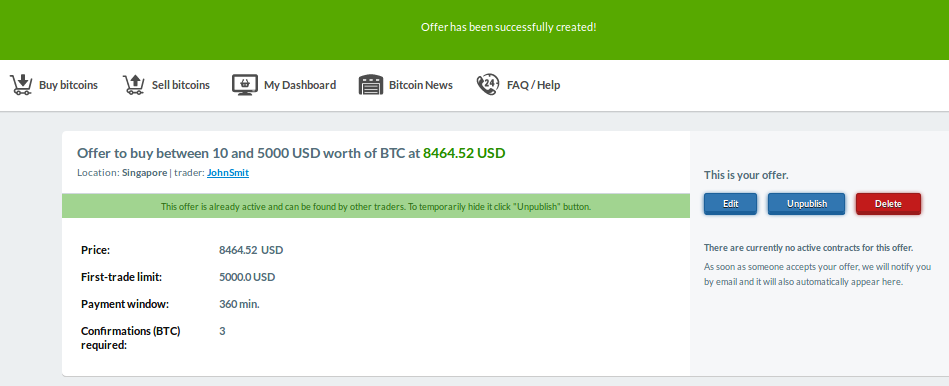 Offer has been successfully created!
Buy bitcoins
Sell bitcoins
My Dashboard
Bitcoin News
24
FAQ / Help
Offer to buy between 10 and 5000 USD worth of BTC at 8464.52 USD
Location: Singapore | trader: JohnSmit
This offer is already active and can be found by other traders. To temporarily hide it click "Unpublish" button.
Price: 8464.52 USD
First-trade limit: 5000.0 USD
Payment window: 360 min.
Confirmations (BTC) 3
required:
This is your offer.
Edit
Unpublish
Delete
There are currently no active contracts for this offer.
As soon as someone accepts your offer, we will notify you
by email and it will also automatically appear here.